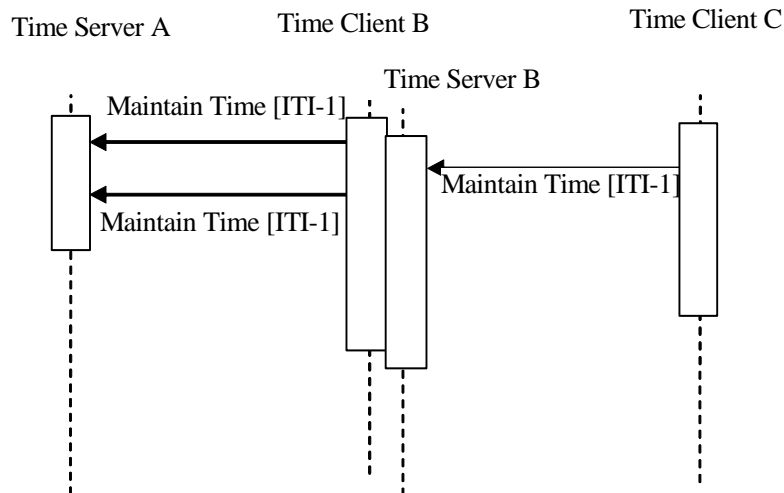 Time Server A
Time Client B
Time Client C
Time Server B
Maintain Time [ITI-1]
Maintain Time [ITI-1]
Maintain Time [ITI-1]